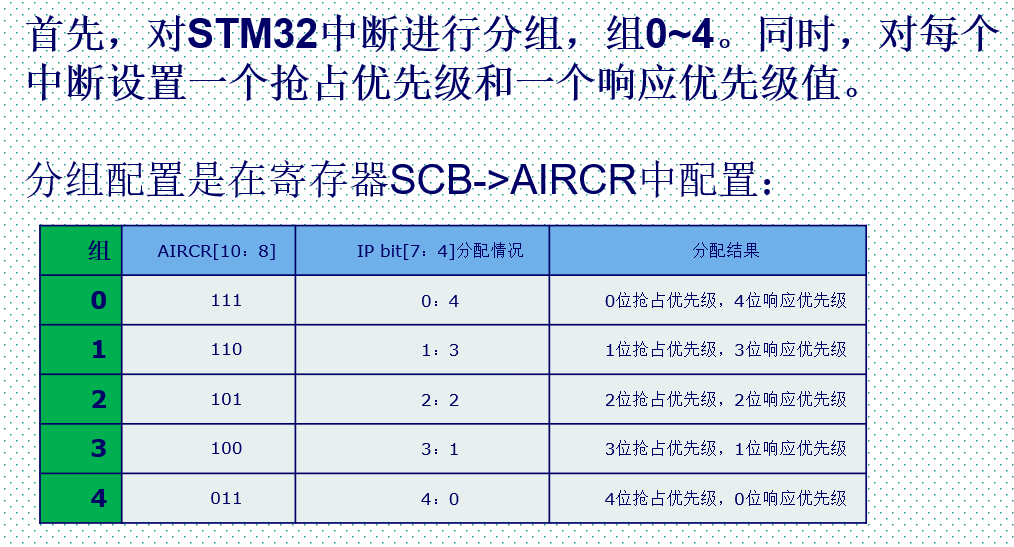 首先，对STM32中断进行分组，组0~4。同时，对每个
中断设置一个抢占优先级和一个响应优先级值。
分组配置是在寄存器SCB->AIRCR中配置：
组 AIRCR[10：8] IP bit[7：4]分配情况 分配结果
0 111 0：4 0位抢占优先级，4位响应优先级
1 110 1：3 1位抢占优先级，3位响应优先级
2 101 2：2 2位抢占优先级，2位响应优先级
3 100 3：1 3位抢占优先级，1位响应优先级
4 011 4：0 4位抢占优先级，0位响应优先级